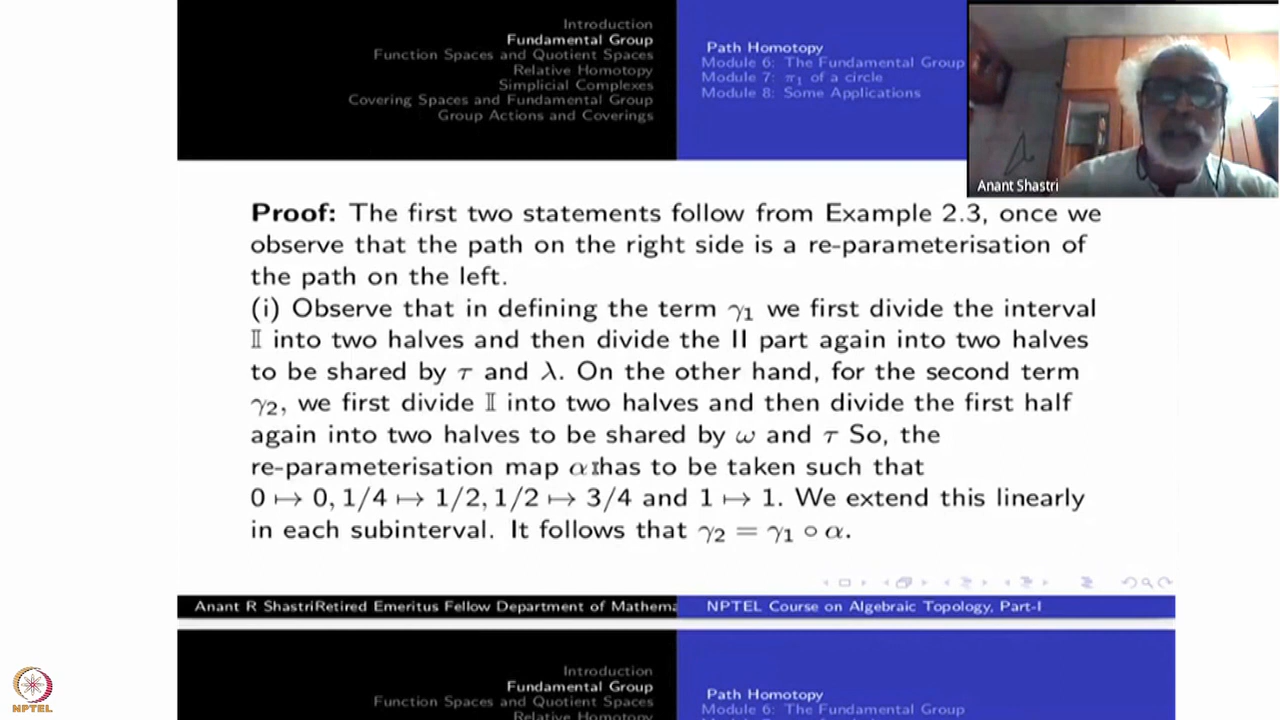 Introduction
Fundamental Group
Function Spaces and Quotient Spaces
Relative Homotopy
Simplicial Complexes
Covering Spaces and Fundamental Group
Group Actions and Coverings
Path Homotopy
Module 6: The Fundamental Group
Module 7: π₁ of a circle
Module 8: Some Applications
Anant Shastri
Proof: The first two statements follow from Example 2.3, once we
observe that the path on the right side is a re-parameterisation of
the path on the left.
(i) Observe that in defining the term γ₁ we first divide the interval
𝕀 into two halves and then divide the II part again into two halves
to be shared by τ and λ. On the other hand, for the second term
γ₂, we first divide 𝕀 into two halves and then divide the first half
again into two halves to be shared by ω and τ So, the
re-parameterisation map α has to be taken such that
0 ↦ 0, 1/4 ↦ 1/2, 1/2 ↦ 3/4 and 1 ↦ 1. We extend this linearly
in each subinterval. It follows that γ₂ = γ₁ ∘ α.
Anant R ShastriRetired Emeritus Fellow Department of Mathema
NPTEL Course on Algebraic Topology, Part-I
Introduction
Fundamental Group
Function Spaces and Quotient Spaces
Relative Homotopy
Path Homotopy
Module 6: The Fundamental Group
NPTEL